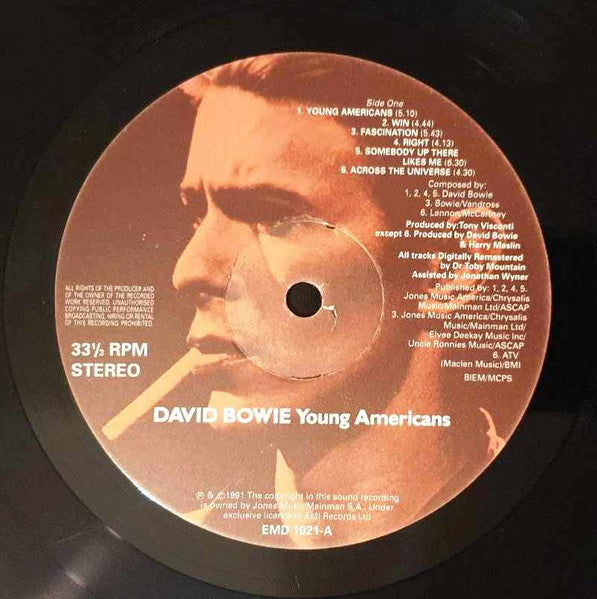 Side One
1. YOUNG AMERICANS (5.10)
2. WIN (4.44)
3. FASCINATION (5.43)
4. RIGHT (4.13)
5. SOMEBODY UP THERE
LIKES ME (6.30)
6. ACROSS THE UNIVERSE (4.30)
Composed by:
1, 2, 4, 5. David Bowie
3. Bowie/Vandross
6. Lennon/McCartney
Produced by:Tony Visconti
except 6. Produced by David Bowie
& Harry Maslin
All tracks Digitally Remastered
by Dr Toby Mountain
Assisted by Jonathan Wyner
Published by: 1, 2, 4, 5.
Jones Music America/Chrysalis
Music/Mainman Ltd/ASCAP
3. Jones Music America/Chrysalis
Music/Mainman Ltd/
Elvee Deekay Music Inc/
Uncle Ronnies Music/ASCAP
6. ATV
(Maclen Music)/BMI
BIEM/MCPS
ALL RIGHTS OF THE PRODUCER AND
OF THE OWNER OF THE RECORDED
WORK RESERVED. UNAUTHORISED
COPYING PUBLIC PERFORMANCE
BROADCASTING, HIRING OR RENTAL
OF THIS RECORDING PROHIBITED.
33⅓ RPM
STEREO
DAVID BOWIE Young Americans
℗ & © 1991 The copyright in this sound recording
is owned by Jones Music/Mainman S.A., Under
exclusive licence to EMI Records Ltd
EMD 1021-A